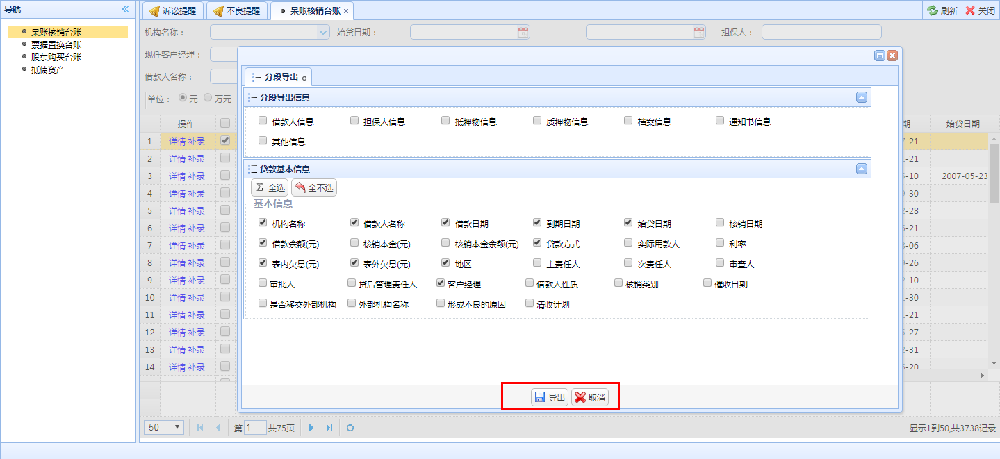 导航
诉讼提醒 不良提醒 呆账核销台账 刷新 关闭
呆账核销台账
票据置换台账
股东购买台账
抵债资产
机构名称： 始贷日期： - 担保人：
现任客户经理：
借款人名称：
单位： 元 万元
分段导出
分段导出信息
借款人信息 担保人信息 抵押物信息 质押物信息 档案信息 通知书信息
其他信息
贷款基本信息
全选 全不选
基本信息
机构名称 借款人名称 借款日期 到期日期 始贷日期 核销日期
借款余额(元) 核销本金(元) 核销本金余额(元) 贷款方式 实际用款人 利率
表内欠息(元) 表外欠息(元) 地区 主责任人 次责任人 审查人
审批人 贷后管理责任人 客户经理 借款人性质 核销类别 催收日期
是否移交外部机构 外部机构名称 形成不良的原因 清收计划
导出 取消
操作 期 始贷日期
1 详情 补录 -21
2 详情 补录 -21
3 详情 补录 -10 2007-05-23
4 详情 补录 -30
5 详情 补录 -28
6 详情 补录 -21
7 详情 补录 -06
8 详情 补录 -26
9 详情 补录 -10
10 详情 补录 -30
11 详情 补录 -21
12 详情 补录 -27
13 详情 补录 -31
14 详情 补录 -20
50 第 1 共75页 显示1到50,共3738记录